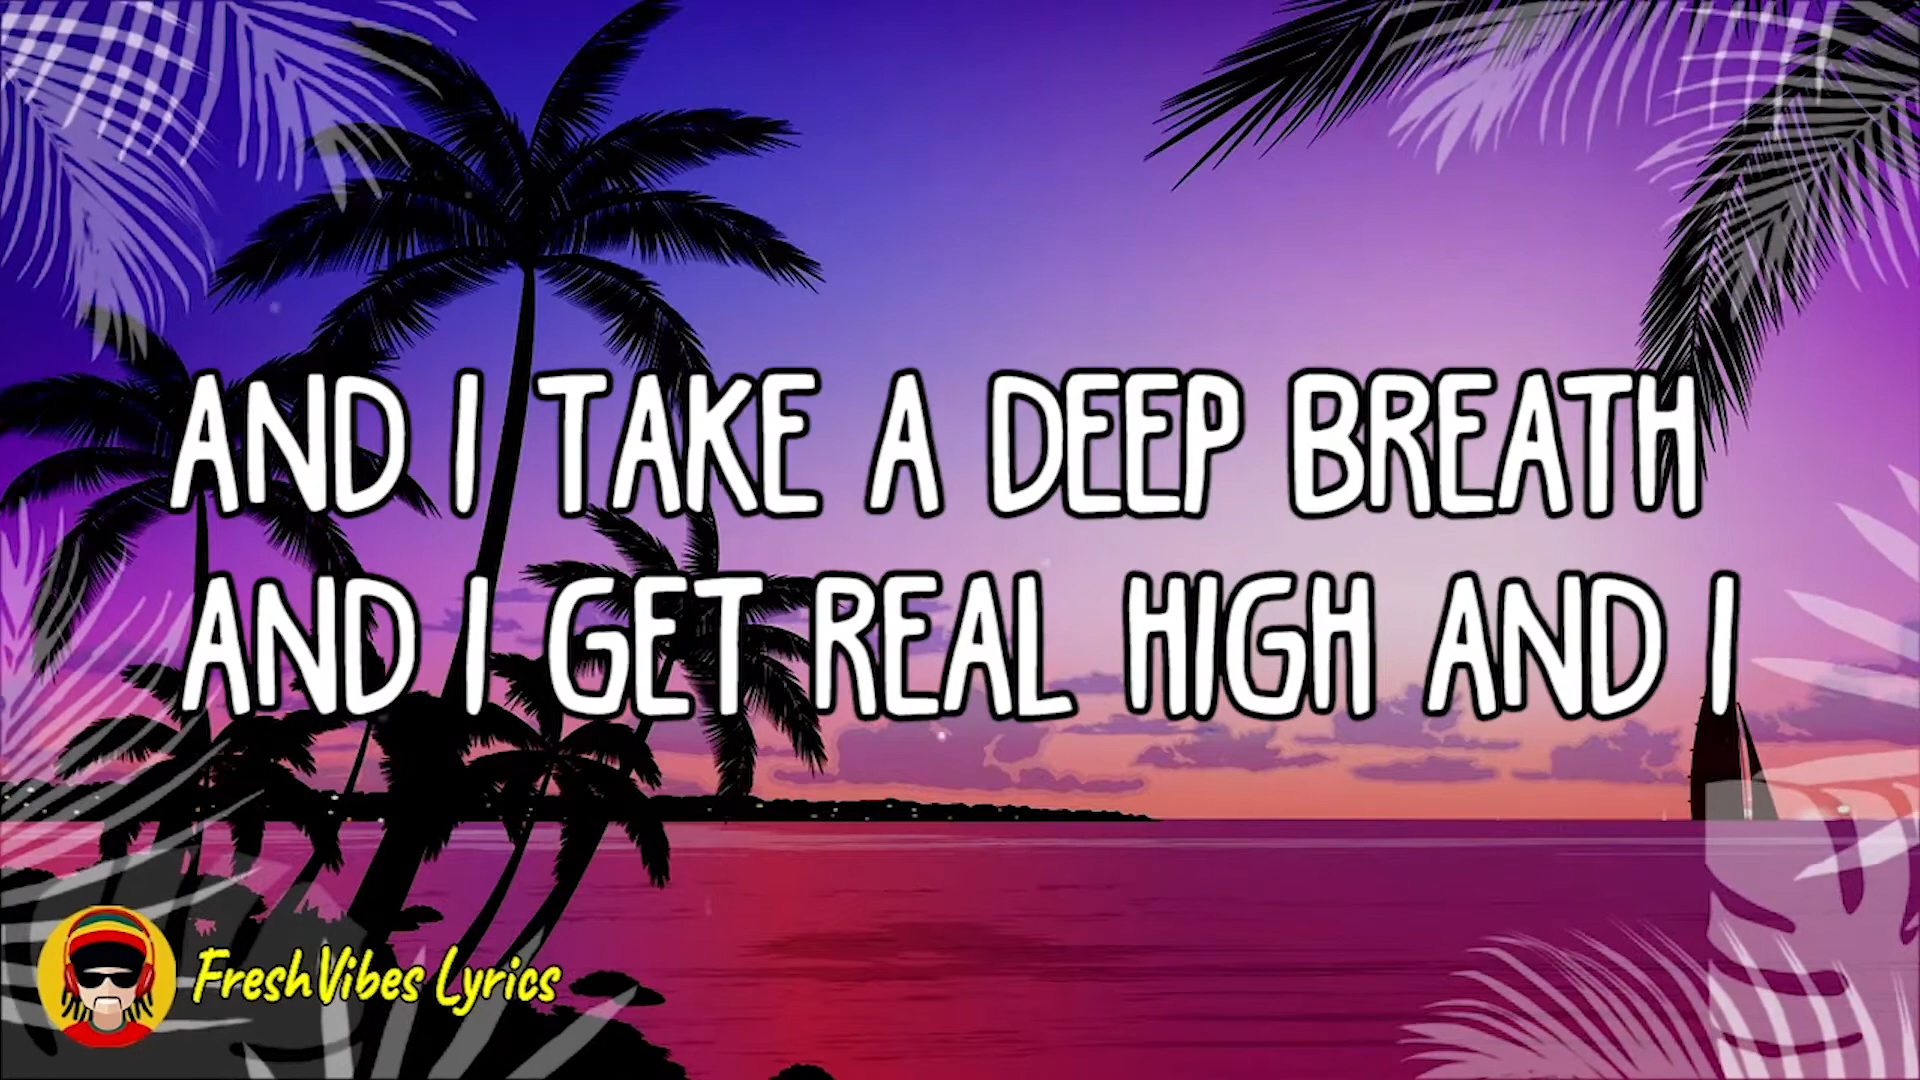 AND I TAKE A DEEP BREATH
AND I GET REAL HIGH AND I
FreshVibes Lyrics